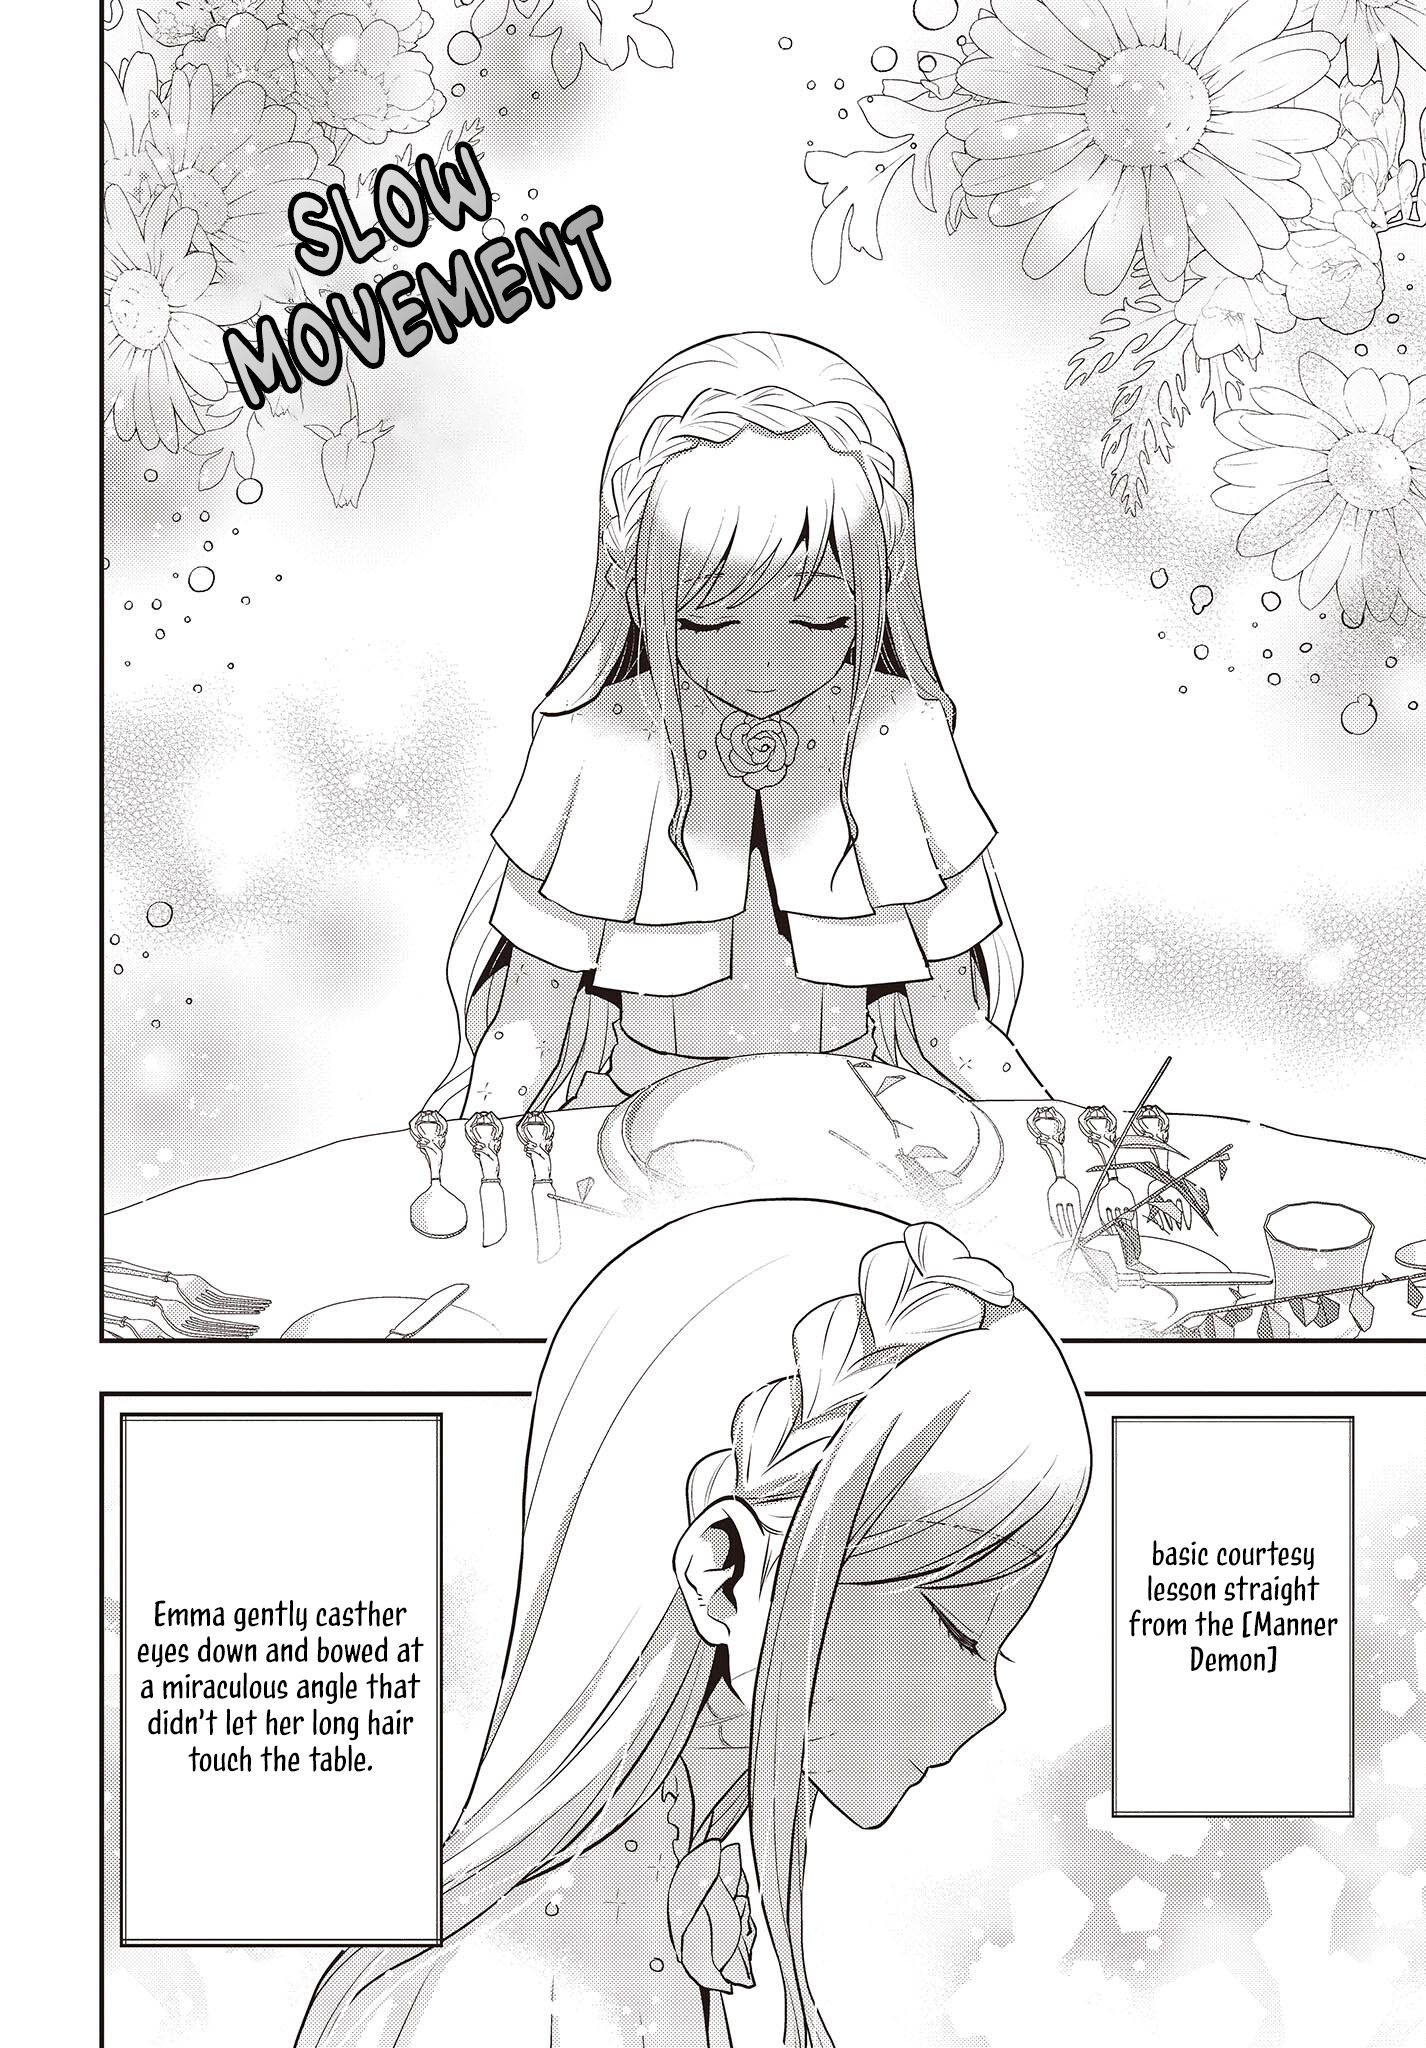 SLOW
MOVEMENT
basic courtesy
lesson straight
from the [Manner
Demon]
Emma gently casther
eyes down and bowed at
a miraculous angle that
didn't let her long hair
touch the table.